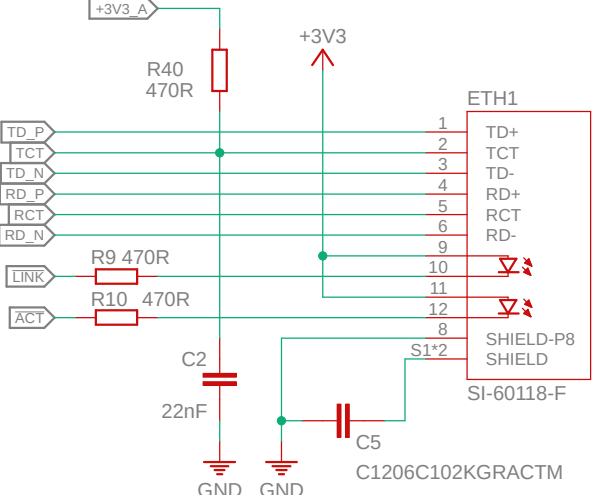 +3V3_A
+3V3
R40
470R
ETH1
TD_P 1 TD+
TCT 2 TCT
TD_N 3 TD-
RD_P 4 RD+
RCT 5 RCT
RD_N 6 RD-
9
R9 470R
LINK 10
11
R10 470R
ACT 12
8 SHIELD-P8
S1*2 SHIELD
C2
SI-60118-F
22nF
C5
C1206C102KGRACTM
GND GND